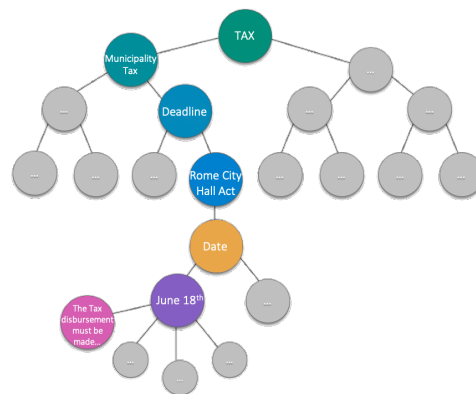 TAX
Municipality
Tax
...
...
Deadline
...
...
...
...
...
Rome City
Hall Act
...
...
...
...
Date
June 18th
...
The Tax
disbursement
must be
made...
...
...
...